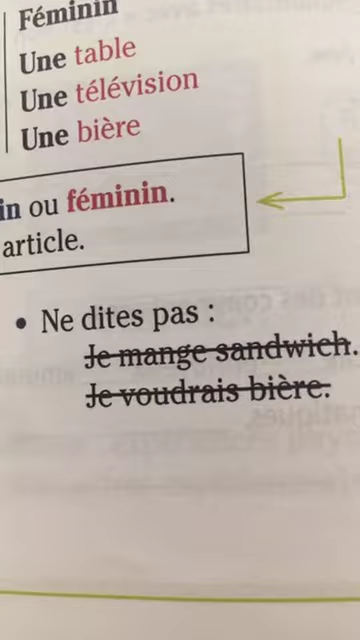 Féminin
Une table
Une télévision
Une bière
in ou féminin.
article.
• Ne dites pas :
Je mange sandwich.
Je voudrais bière.